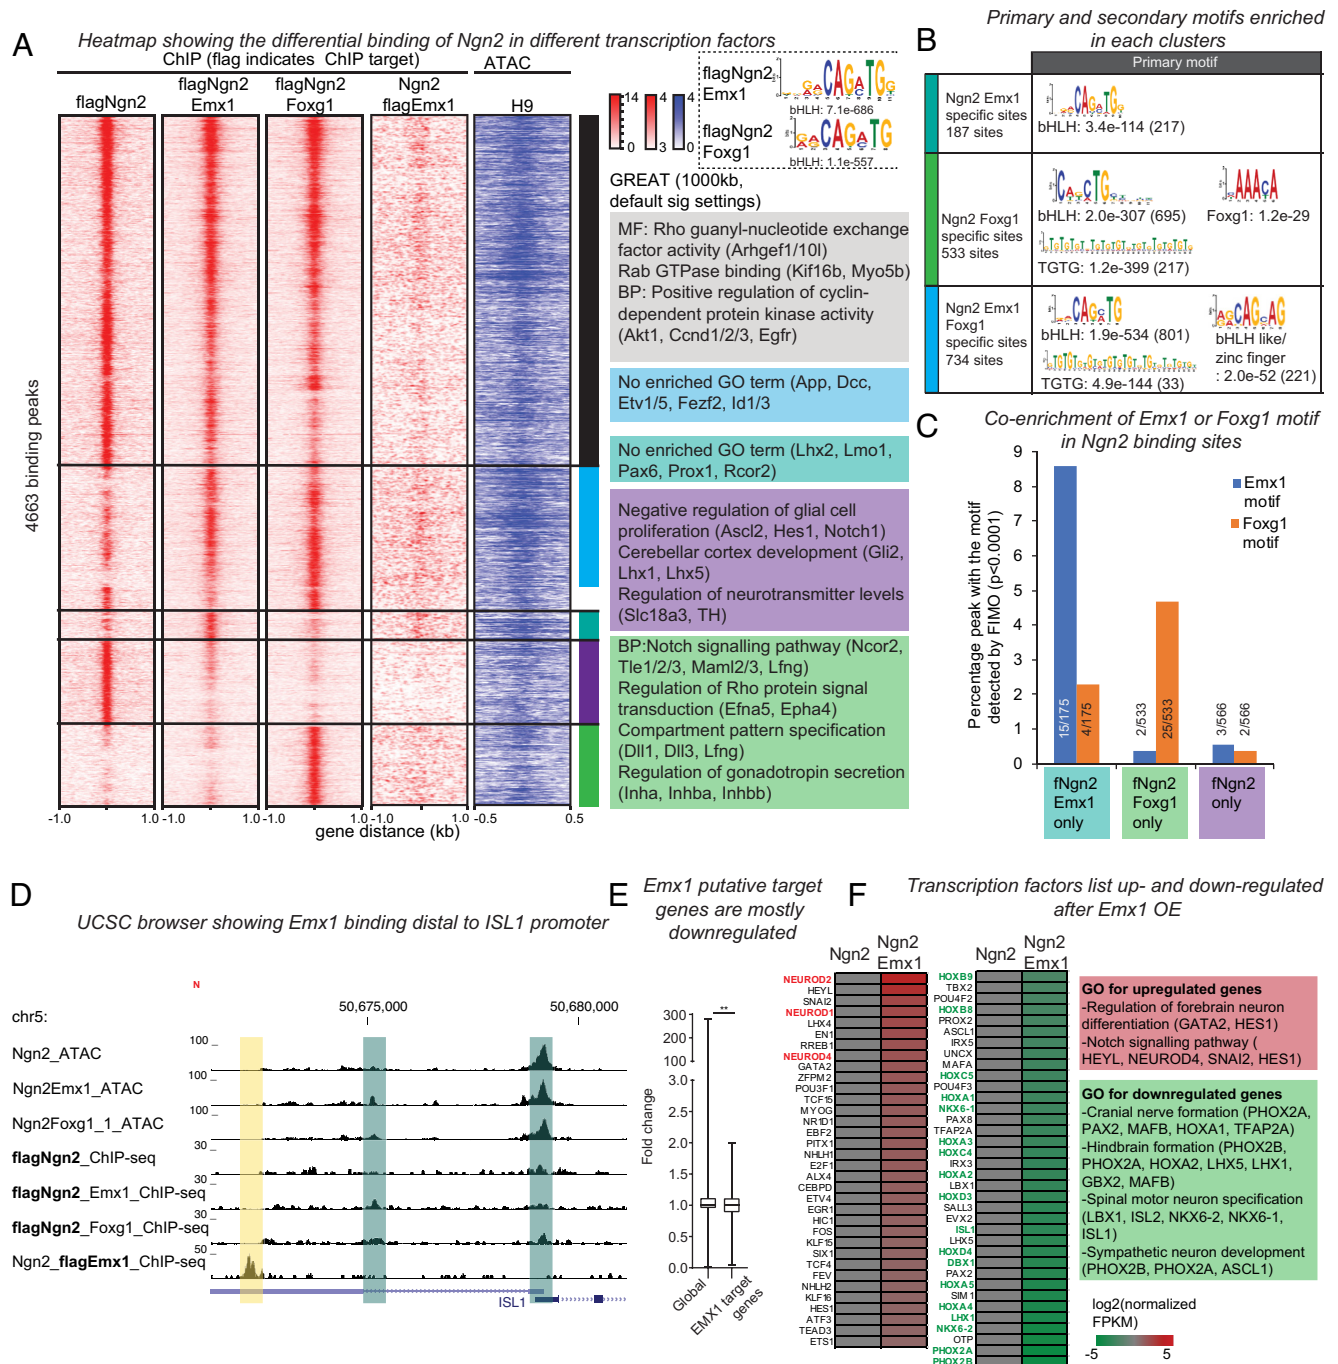 A
Heatmap showing the differential binding of Ngn2 in different transcription factors
ChIP (flag indicates ChIP target)
ATAC
flagNgn2
flagNgn2
Emx1
flagNgn2
Foxg1
Ngn2
flagEmx1
H9
14
0
4
3
4
0
flagNgn2
Emx1
bHLH: 7.1e-686
flagNgn2
Foxg1
bHLH: 1.1e-557
4663 binding peaks
-1.0
1.0
-1.0
1.0
-1.0
1.0
-1.0
1.0
-0.5
0.5
gene distance (kb)
GREAT (1000kb,
default sig settings)
MF: Rho guanyl-nucleotide exchange
factor activity (Arhgef1/10l)
Rab GTPase binding (Kif16b, Myo5b)
BP: Positive regulation of cyclin-
dependent protein kinase activity
(Akt1, Ccnd1/2/3, Egfr)
No enriched GO term (App, Dcc,
Etv1/5, Fezf2, Id1/3
No enriched GO term (Lhx2, Lmo1,
Pax6, Prox1, Rcor2)
Negative regulation of glial cell
proliferation (Ascl2, Hes1, Notch1)
Cerebellar cortex development (Gli2,
Lhx1, Lhx5)
Regulation of neurotransmitter levels
(Slc18a3, TH)
BP:Notch signalling pathway (Ncor2,
Tle1/2/3, Maml2/3, Lfng)
Regulation of Rho protein signal
transduction (Efna5, Epha4)
Compartment pattern specification
(Dll1, Dll3, Lfng)
Regulation of gonadotropin secretion
(Inha, Inhba, Inhbb)
B
Primary and secondary motifs enriched
in each clusters
Primary motif
Ngn2 Emx1
specific sites
187 sites
bHLH: 3.4e-114 (217)
Ngn2 Foxg1
specific sites
533 sites
bHLH: 2.0e-307 (695)
Foxg1: 1.2e-29
TGTG: 1.2e-399 (217)
Ngn2 Emx1
Foxg1
specific sites
734 sites
bHLH: 1.9e-534 (801)
bHLH like/
zinc finger
: 2.0e-52 (221)
TGTG: 4.9e-144 (33)
C
Co-enrichment of Emx1 or Foxg1 motif
in Ngn2 binding sites
Percentage peak with the motif
detected by FIMO (p<0.0001)
9
8
7
6
5
4
3
2
1
0
Emx1
motif
Foxg1
motif
15/175
4/175
2/533
25/533
3/566
2/566
fNgn2
Emx1
only
fNgn2
Foxg1
only
fNgn2
only
D
UCSC browser showing Emx1 binding distal to ISL1 promoter
N
chr5:
50,675,000
50,680,000
100
Ngn2_ATAC
100
Ngn2Emx1_ATAC
100
Ngn2Foxg1_1_ATAC
30
flagNgn2_ChIP-seq
30
flagNgn2_Emx1_ChIP-seq
30
flagNgn2_Foxg1_ChIP-seq
50
Ngn2_flagEmx1_ChIP-seq
ISL1
E
Emx1 putative target
genes are mostly
downregulated
**
Fold change
300
200
100
3.0
2.5
2.0
1.5
1.0
0.5
0.0
Global
EMX1 target
genes
F
Transcription factors list up- and down-regulated
after Emx1 OE
Ngn2
Ngn2
Emx1
NEUROD2
HEYL
SNAI2
NEUROD1
LHX4
EN1
RREB1
NEUROD4
GATA2
ZFPM2
POU3F1
TCF15
MYOG
NR1D1
EBF2
PITX1
NHLH1
E2F1
ALX4
CEBPD
ETV4
EGR1
HIC1
FOS
KLF15
SIX1
TCF4
FEV
NHLH2
KLF16
HES1
ATF3
TEAD3
ETS1
Ngn2
Ngn2
Emx1
HOXB9
TBX2
POU4F2
HOXB8
PROX2
ASCL1
IRX5
UNCX
MAFA
HOXC5
POU4F3
HOXA1
NKX6-1
PAX8
TFAP2A
HOXA3
HOXC4
IRX3
HOXA2
LBX1
HOXD3
SALL3
EVX2
ISL1
LHX5
HOXD4
DBX1
PAX2
HOXA5
SIM1
HOXA4
LHX1
NKX6-2
OTP
PHOX2A
PHOX2B
GO for upregulated genes
-Regulation of forebrain neuron
differentiation (GATA2, HES1)
-Notch signalling pathway (
HEYL, NEUROD4, SNAI2, HES1)
GO for downregulated genes
-Cranial nerve formation (PHOX2A,
PAX2, MAFB, HOXA1, TFAP2A)
-Hindbrain formation (PHOX2B,
PHOX2A, HOXA2, LHX5, LHX1,
GBX2, MAFB)
-Spinal motor neuron specification
(LBX1, ISL2, NKX6-2, NKX6-1,
ISL1)
-Sympathetic neuron development
(PHOX2B, PHOX2A, ASCL1)
log2(normalized
FPKM)
-5
5